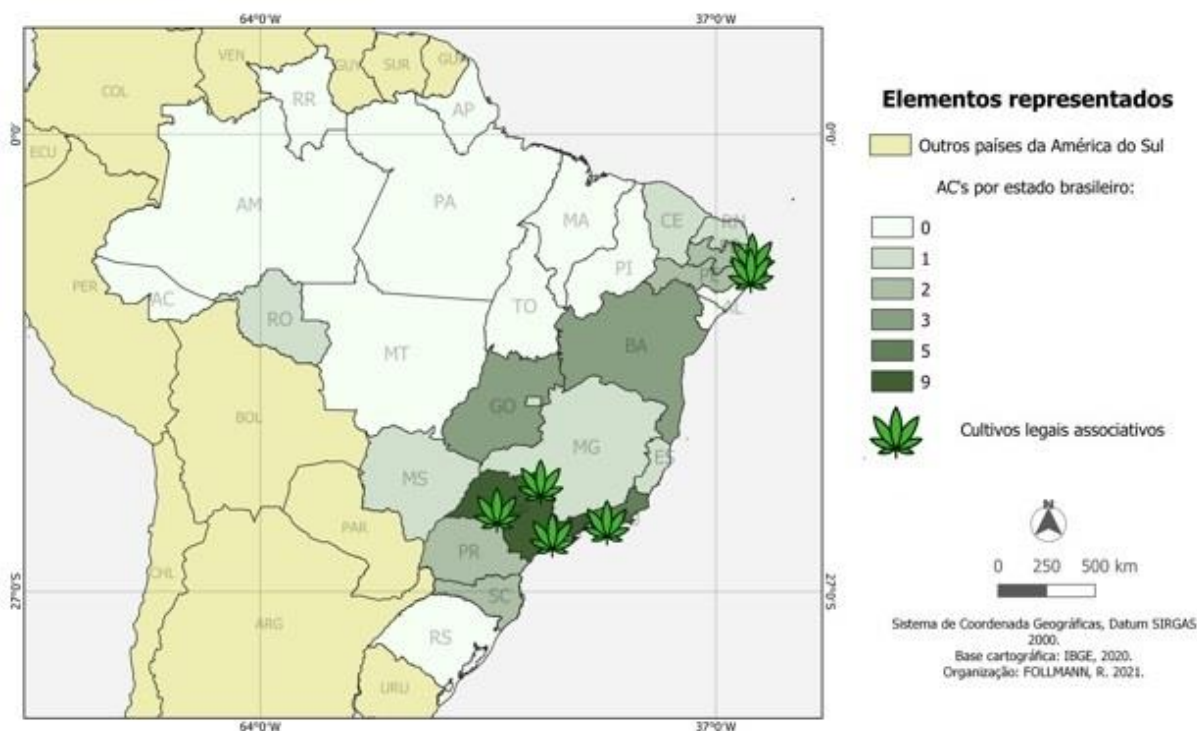 64°0'W 37°0'W
VEN
GUY
SUR
COL
RR
AP
0°0' 0°0'
ECU
AM
PA
MA
CE
RN
PI
PE
PER
AC
RO
TO
AL
MT
BA
BOL
GO
MG
ES
MS
PAR
PR
CHL
27°0'S 27°0'S
SC
ARG
RS
URU
64°0'W 37°0'W
Elementos representados
Outros países da América do Sul
AC's por estado brasileiro:
0
1
2
3
5
9
Cultivos legais associativos
N
0 250 500 km
Sistema de Coordenada Geográficas, Datum SIRGAS
2000.
Base cartográfica: IBGE, 2020.
Organização: FOLLMANN, R. 2021.